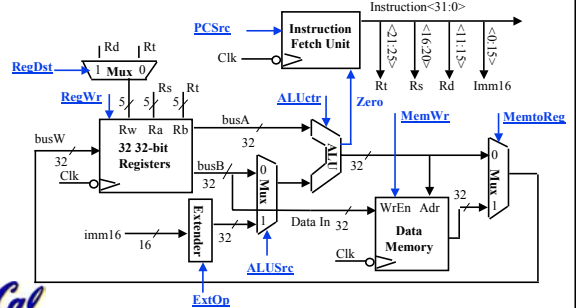 Instruction<31:0>
PCSrc
Instruction
Fetch Unit
Clk
<21:25>
<16:20>
<11:15>
<0:15>
Rt
Rs
Rd
Imm16
Rd
Rt
RegDst
1 Mux 0
RegWr
5
5
Rs
5
Rt
ALUctr
Zero
MemWr
MemtoReg
busW
32
Rw Ra Rb
32 32-bit
Registers
Clk
busA
32
busB
32
0
Mux
1
ALU
32
0
Mux
1
imm16
16
Extender
32
Data In
32
WrEn Adr
Data
Memory
32
Clk
ALUSrc
ExtOp
Cal